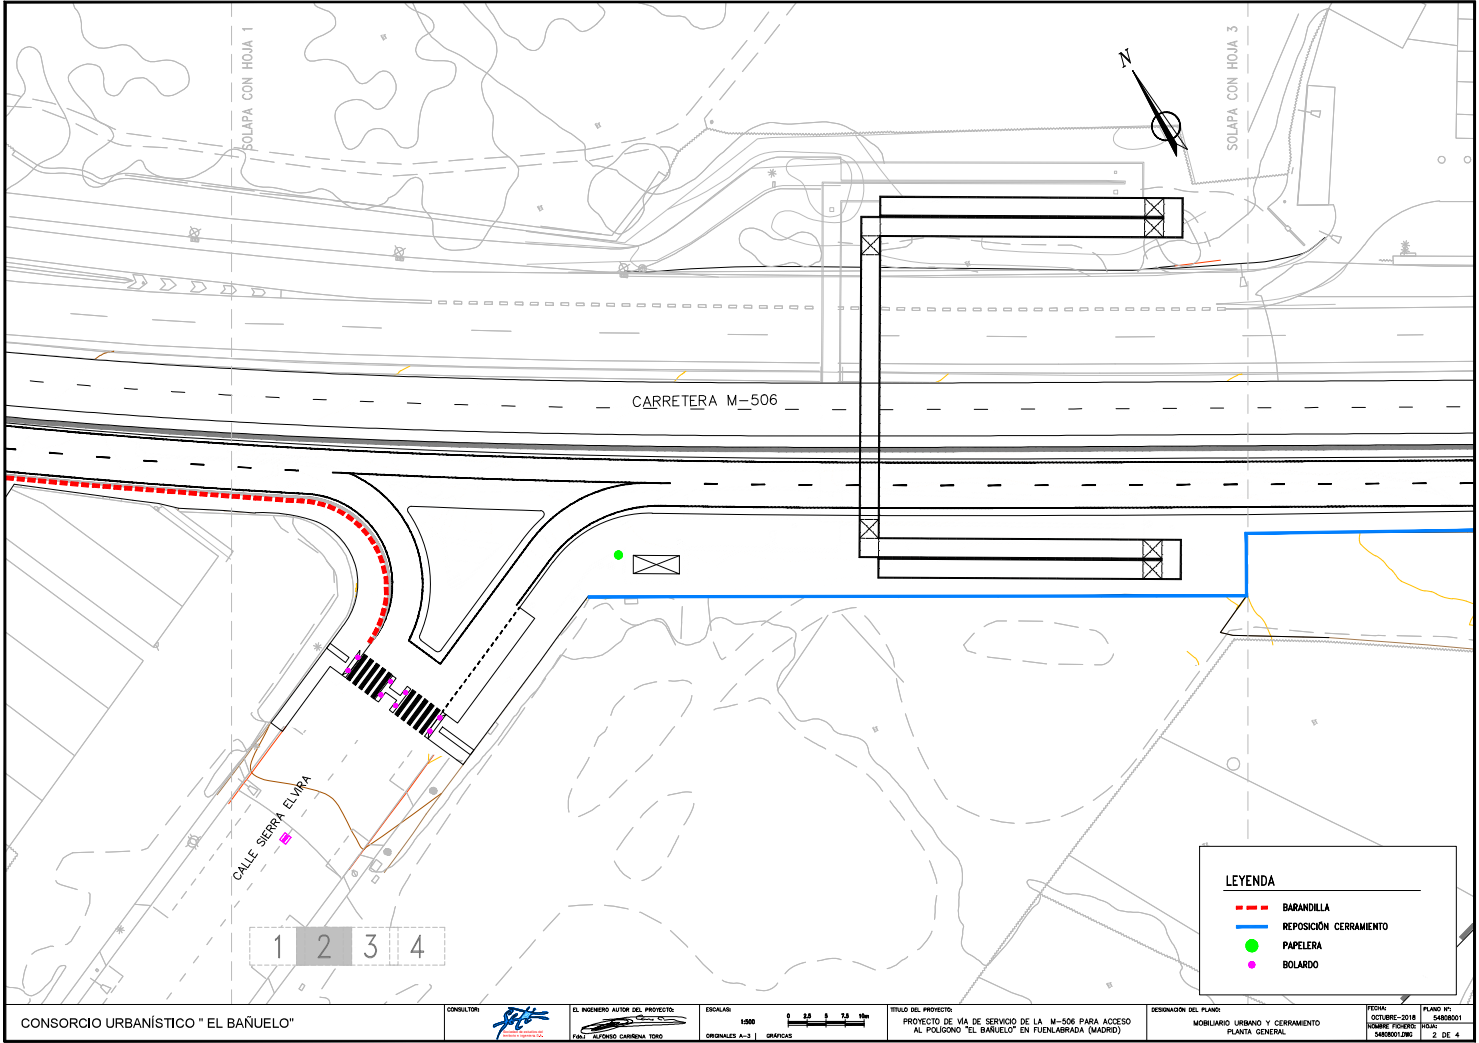 SOLAPA CON HOJA 1
SOLAPA CON HOJA 3
N
CARRETERA M-506
CALLE SIERRA ELVIRA
LEYENDA
BARANDILLA
REPOSICIÓN CERRAMIENTO
PAPELERA
BOLARDO
1 2 3 4
CONSORCIO URBANÍSTICO " EL BAÑUELO"
CONSULTOR:
EL INGENIERO AUTOR DEL PROYECTO:
Fdo.: ALFONSO CARIÑENA TORO
ESCALAS:
1:500
ORIGINALES A-3
GRÁFICAS
0 2,5 5 7,5 10m
TÍTULO DEL PROYECTO:
PROYECTO DE VÍA DE SERVICIO DE LA M-506 PARA ACCESO
AL POLÍGONO "EL BAÑUELO" EN FUENLABRADA (MADRID)
DESIGNACIÓN DEL PLANO:
MOBILIARIO URBANO Y CERRAMIENTO
PLANTA GENERAL
FECHA:
OCTUBRE-2018
NOMBRE FICHERO:
54808001.DWG
PLANO Nº:
54808001
HOJA:
2 DE 4